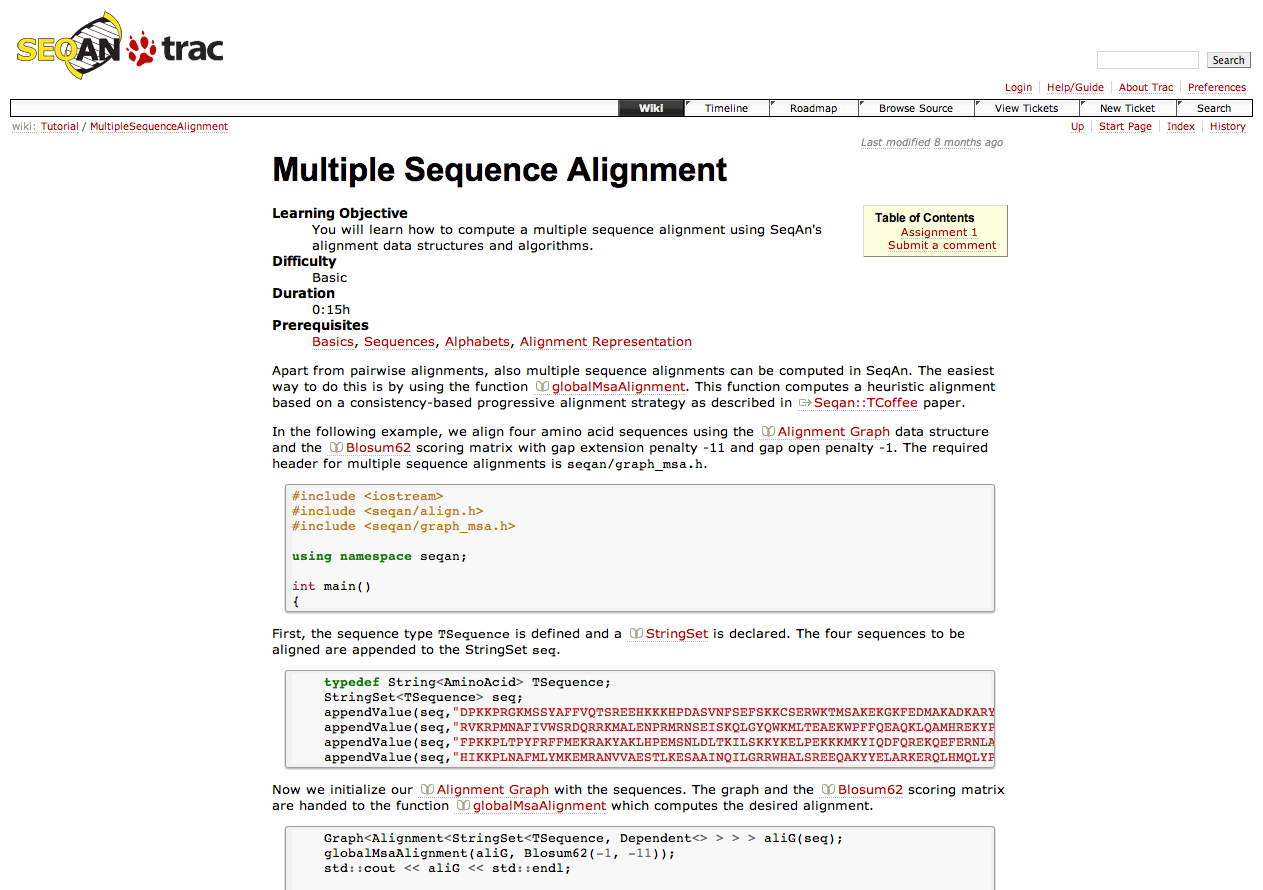 SEQAN trac
Search
Login Help/Guide About Trac Preferences
Wiki Timeline Roadmap Browse Source View Tickets New Ticket Search
wiki: Tutorial / MultipleSequenceAlignment
Up Start Page Index History
Last modified 8 months ago
Multiple Sequence Alignment
Table of Contents
Assignment 1
Submit a comment
Learning Objective
You will learn how to compute a multiple sequence alignment using SeqAn's
alignment data structures and algorithms.
Difficulty
Basic
Duration
0:15h
Prerequisites
Basics, Sequences, Alphabets, Alignment Representation
Apart from pairwise alignments, also multiple sequence alignments can be computed in SeqAn. The easiest
way to do this is by using the function globalMsaAlignment. This function computes a heuristic alignment
based on a consistency-based progressive alignment strategy as described in Seqan::TCoffee paper.
In the following example, we align four amino acid sequences using the Alignment Graph data structure
and the Blosum62 scoring matrix with gap extension penalty -11 and gap open penalty -1. The required
header for multiple sequence alignments is seqan/graph_msa.h.
#include <iostream>
#include <seqan/align.h>
#include <seqan/graph_msa.h>
using namespace seqan;
int main()
{
First, the sequence type TSequence is defined and a StringSet is declared. The four sequences to be
aligned are appended to the StringSet seq.
typedef String<AminoAcid> TSequence;
StringSet<TSequence> seq;
appendValue(seq,"DPKKPRGKMSSYAFFVQTSREEHKKKHPDASVNFSEFSKKCSERWKTMSAKEKGKFEDMAKADKARY
appendValue(seq,"RVKRPMNAFIVWSRDQRRKMALENPRMRNSEISKQLGYQWKMLTEAEKWPFFQEAQKLQAMHREKYP
appendValue(seq,"FPKKPLTPYFRFFMEKRAKYAKLHPEMSNLDLTKILSKKYKELPEKKKMKYIQDFQREKQEFERNLA
appendValue(seq,"HIKKPLNAFMLYMKEMRANVVAESTLKESAAINQILGRRWHALSREEQAKYYELARKERQLHMQLYP
Now we initialize our Alignment Graph with the sequences. The graph and the Blosum62 scoring matrix
are handed to the function globalMsaAlignment which computes the desired alignment.
Graph<Alignment<StringSet<TSequence, Dependent<> > > > aliG(seq);
globalMsaAlignment(aliG, Blosum62(-1, -11));
std::cout << aliG << std::endl;